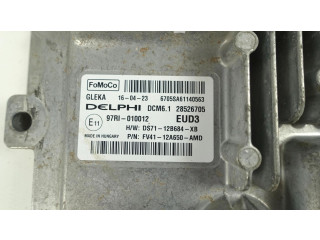 FoMoCo
GLEKA 16-04-23 6705SA61140563
DELPHI DCM6.1 28526705
E11 97RI-010012 EUD3
H/W: DS71-12B684-XB
MADE IN HUNGARY P/N: FV41-12A650-AMD